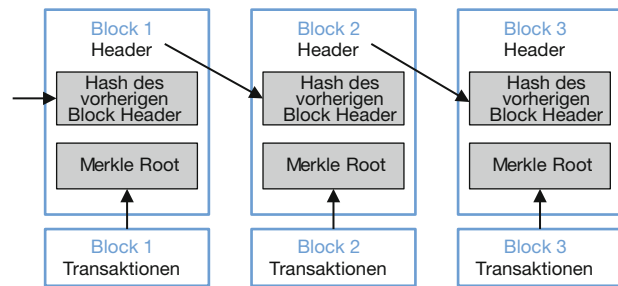 Block 1
Header
Hash des
vorherigen
Block Header
Merkle Root
Block 1
Transaktionen
Block 2
Header
Hash des
vorherigen
Block Header
Merkle Root
Block 2
Transaktionen
Block 3
Header
Hash des
vorherigen
Block Header
Merkle Root
Block 3
Transaktionen